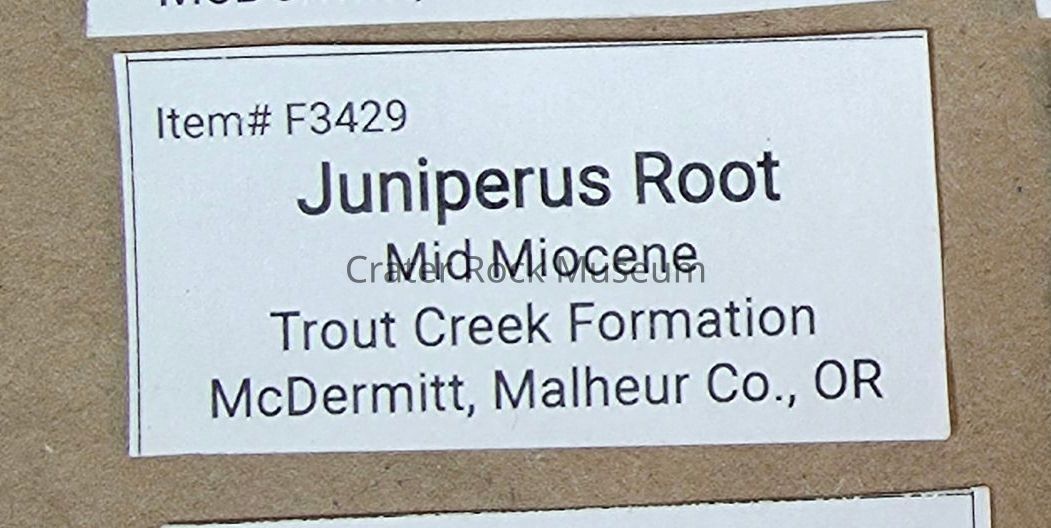 Item# F3429
Juniperus Root
Mid Miocene
Crater Rock Museum
Trout Creek Formation
McDermitt, Malheur Co., OR